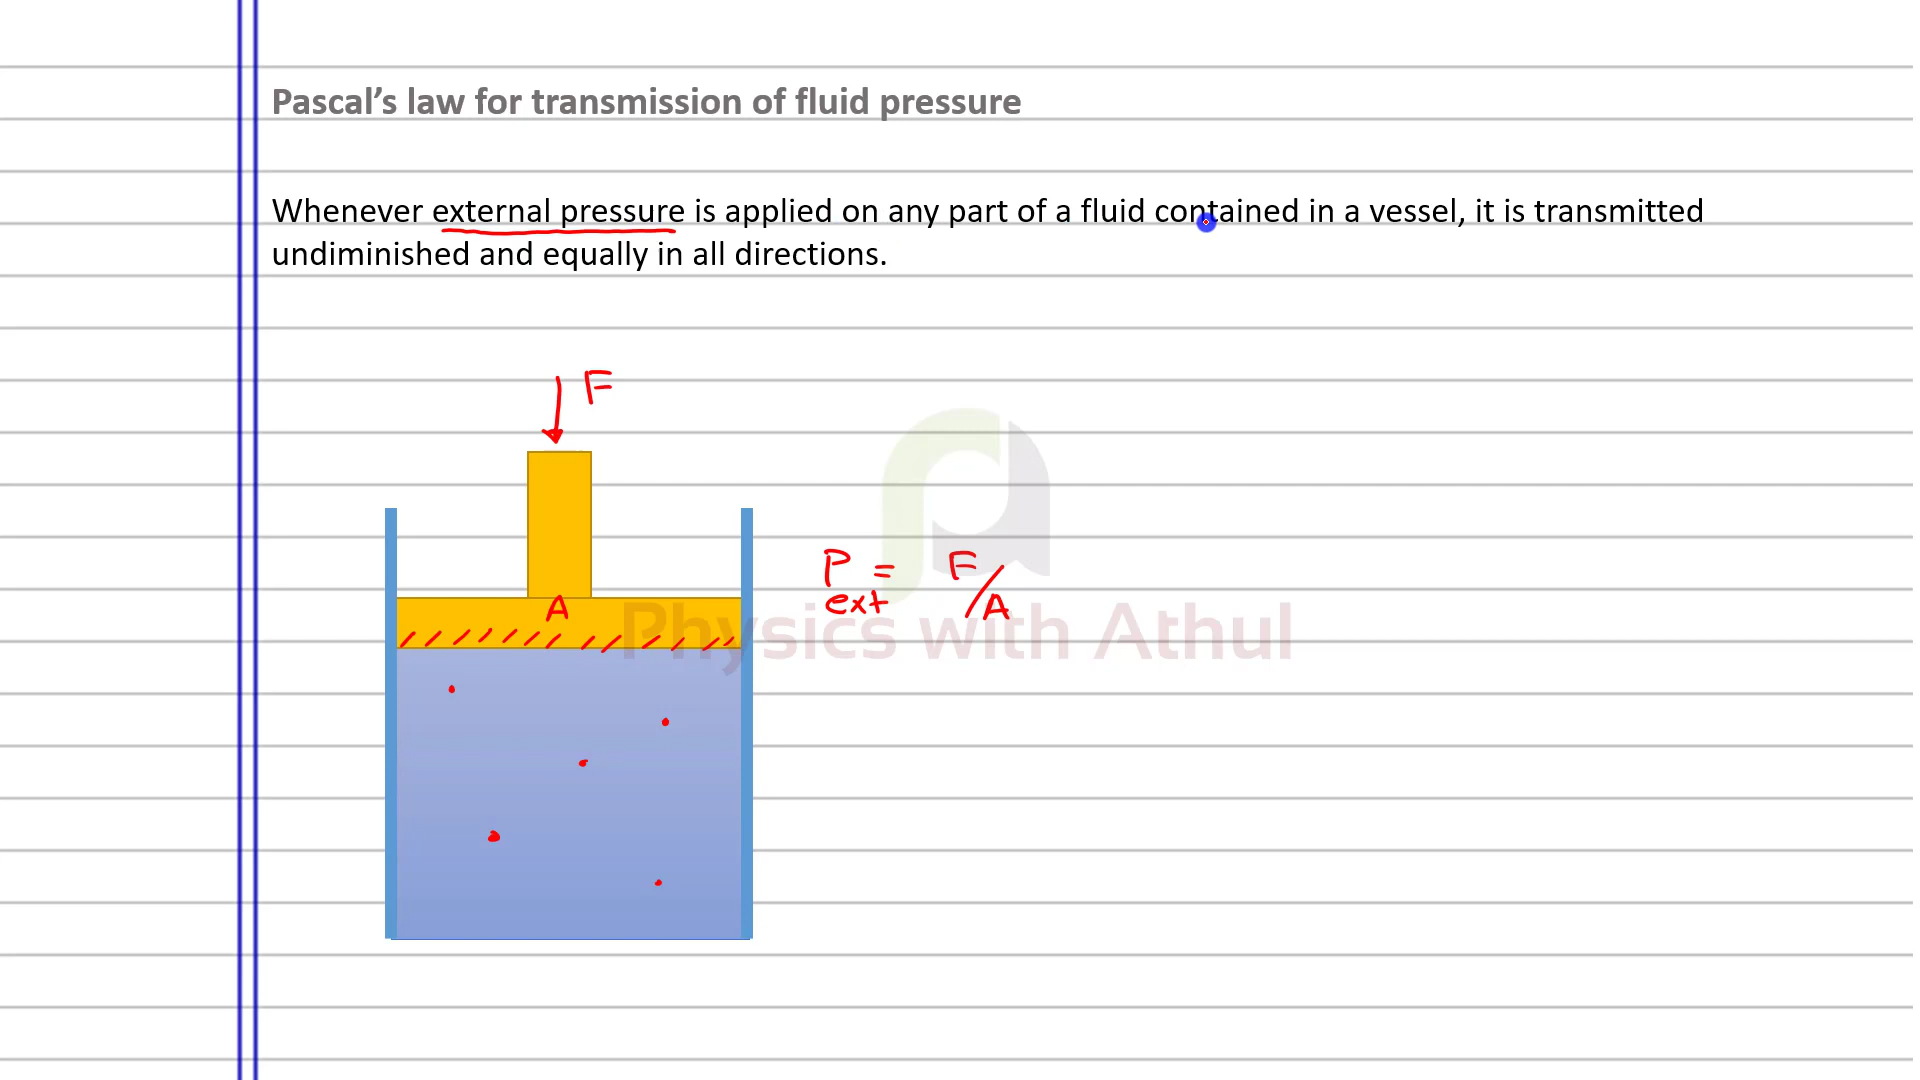 Pascal’s law for transmission of fluid pressure
Whenever external pressure is applied on any part of a fluid contained in a vessel, it is transmitted
undiminished and equally in all directions.
F
A
P ext = F/A
Physics with Athul